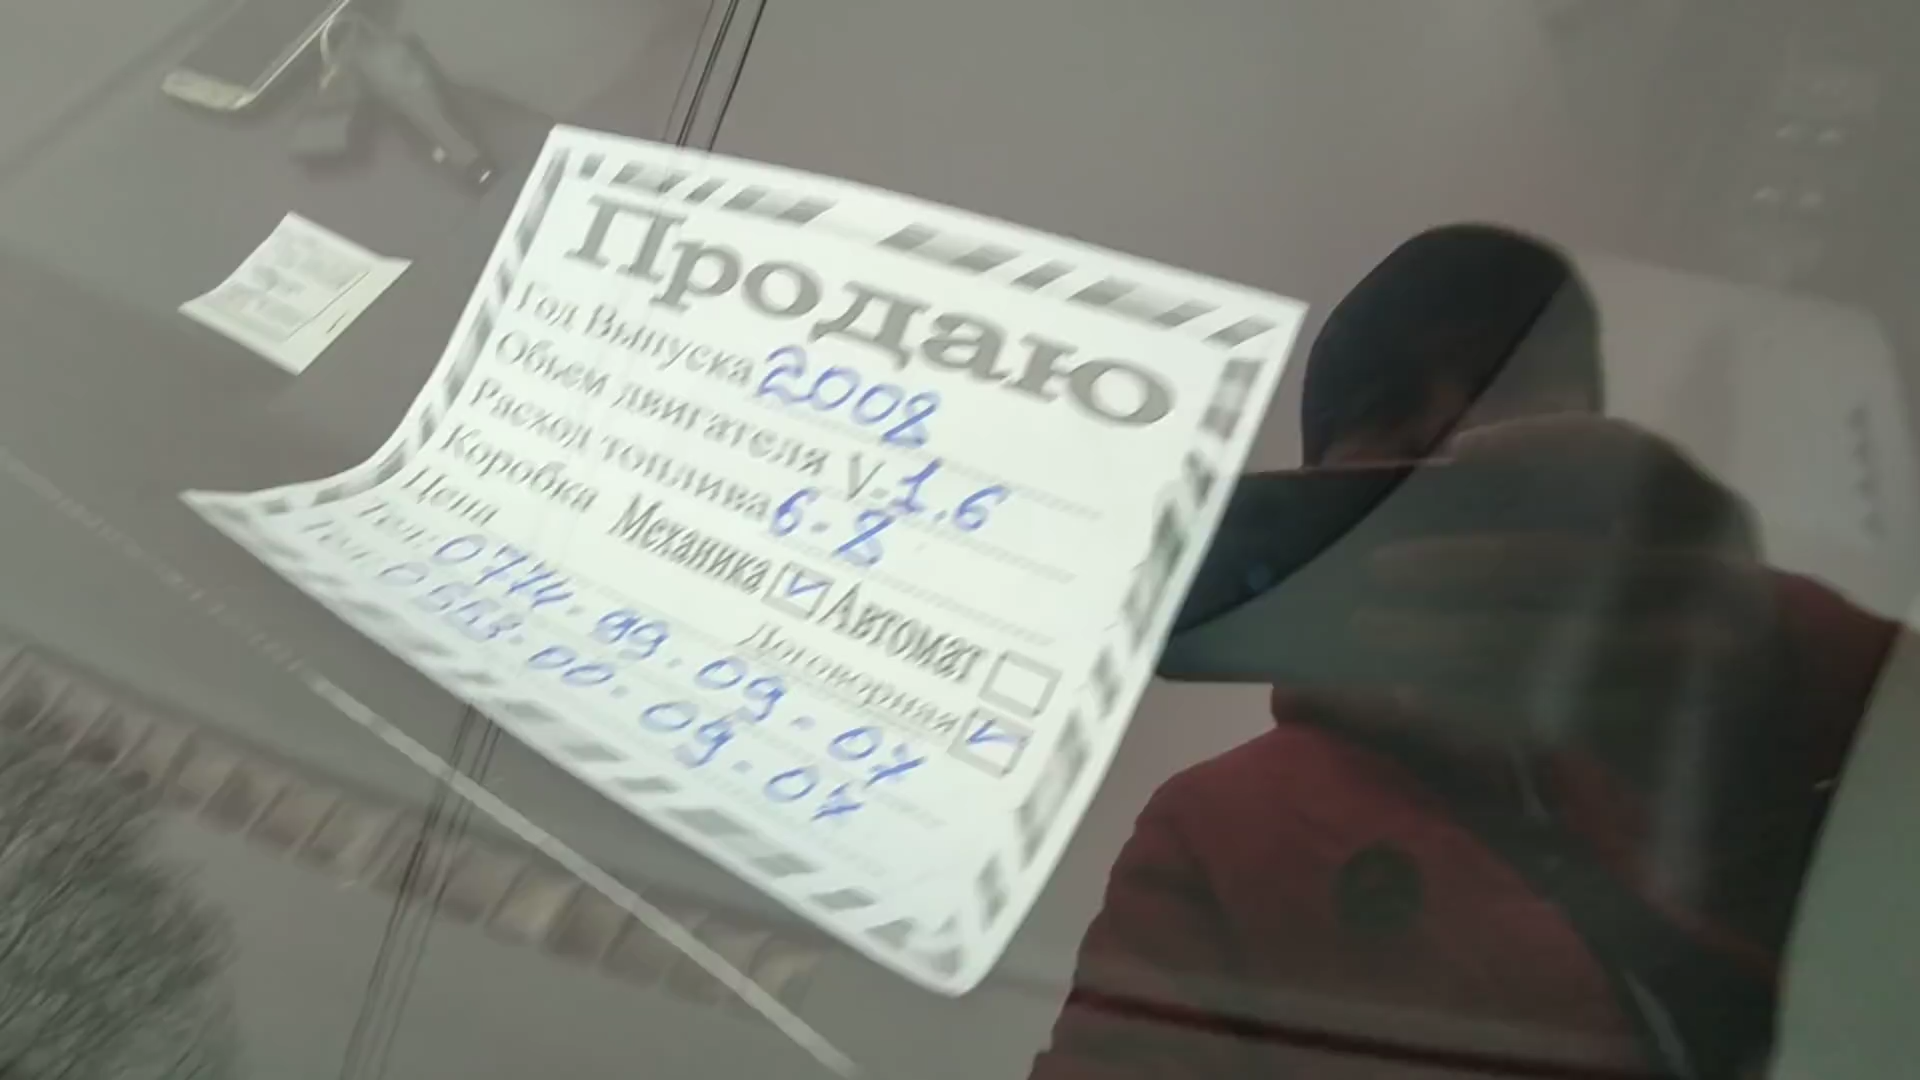 Продаю
Год Выпуска 2002
Объем двигателя V-1.6
Расход топлива 6-8
Коробка Механика Автомат
Цена Договорная
Тел: 0774-99-09-07
Тел: 0553-00-09-07